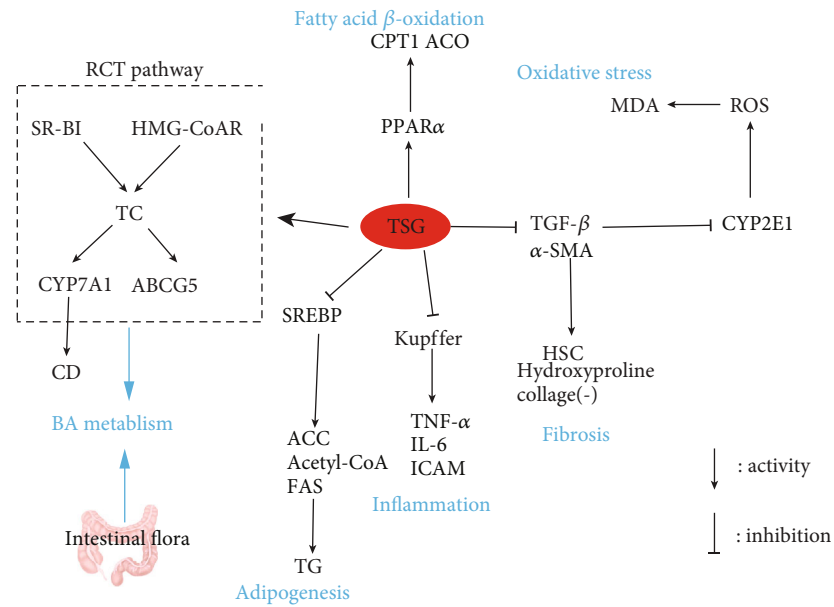 Fatty acid β-oxidation
CPT1 ACO
PPARα
RCT pathway
SR-BI HMG-CoAR
TC
CYP7A1 ABCG5
CD
BA metablism
Intestinal flora
TSG
Oxidative stress
MDA ROS
TGF-β
α-SMA
CYP2E1
HSC
Hydroxyproline
collage(-)
Fibrosis
SREBP
ACC
Acetyl-CoA
FAS
TG
Adipogenesis
Kupffer
TNF-α
IL-6
ICAM
Inflammation
: activity
: inhibition